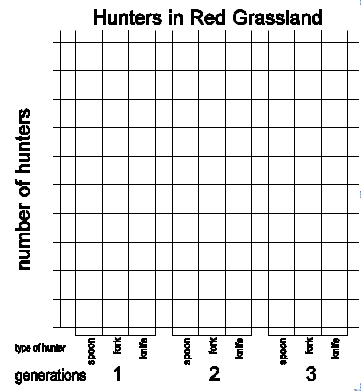 Hunters in Red Grassland
number of hunters
type of hunter spoon fork knife spoon fork knife spoon fork knife
generations 1 2 3